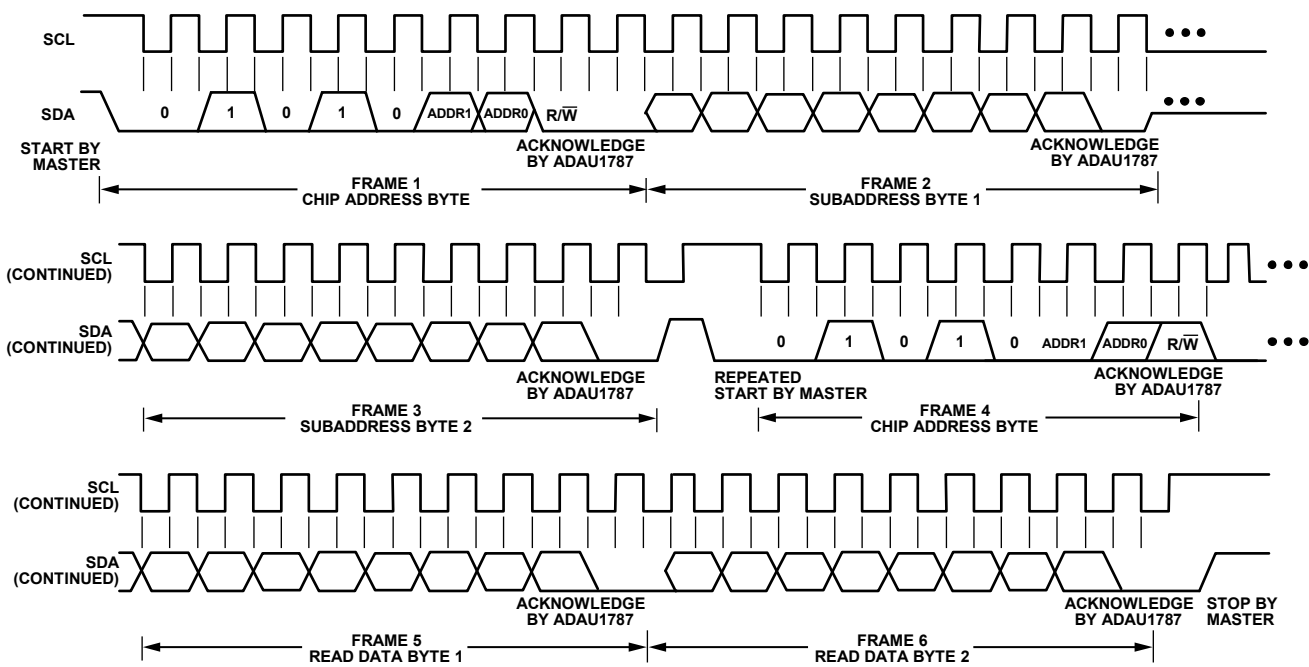 SCL
SDA
0 1 0 1 0 ADDR1 ADDR0 R/W̅
START BY
MASTER
ACKNOWLEDGE
BY ADAU1787
ACKNOWLEDGE
BY ADAU1787
FRAME 1
CHIP ADDRESS BYTE
FRAME 2
SUBADDRESS BYTE 1
SCL
(CONTINUED)
SDA
(CONTINUED)
0 1 0 1 0 ADDR1 ADDR0 R/W̅
ACKNOWLEDGE
BY ADAU1787
REPEATED
START BY MASTER
ACKNOWLEDGE
BY ADAU1787
FRAME 3
SUBADDRESS BYTE 2
FRAME 4
CHIP ADDRESS BYTE
SCL
(CONTINUED)
SDA
(CONTINUED)
ACKNOWLEDGE
BY ADAU1787
ACKNOWLEDGE
BY ADAU1787
STOP BY
MASTER
FRAME 5
READ DATA BYTE 1
FRAME 6
READ DATA BYTE 2